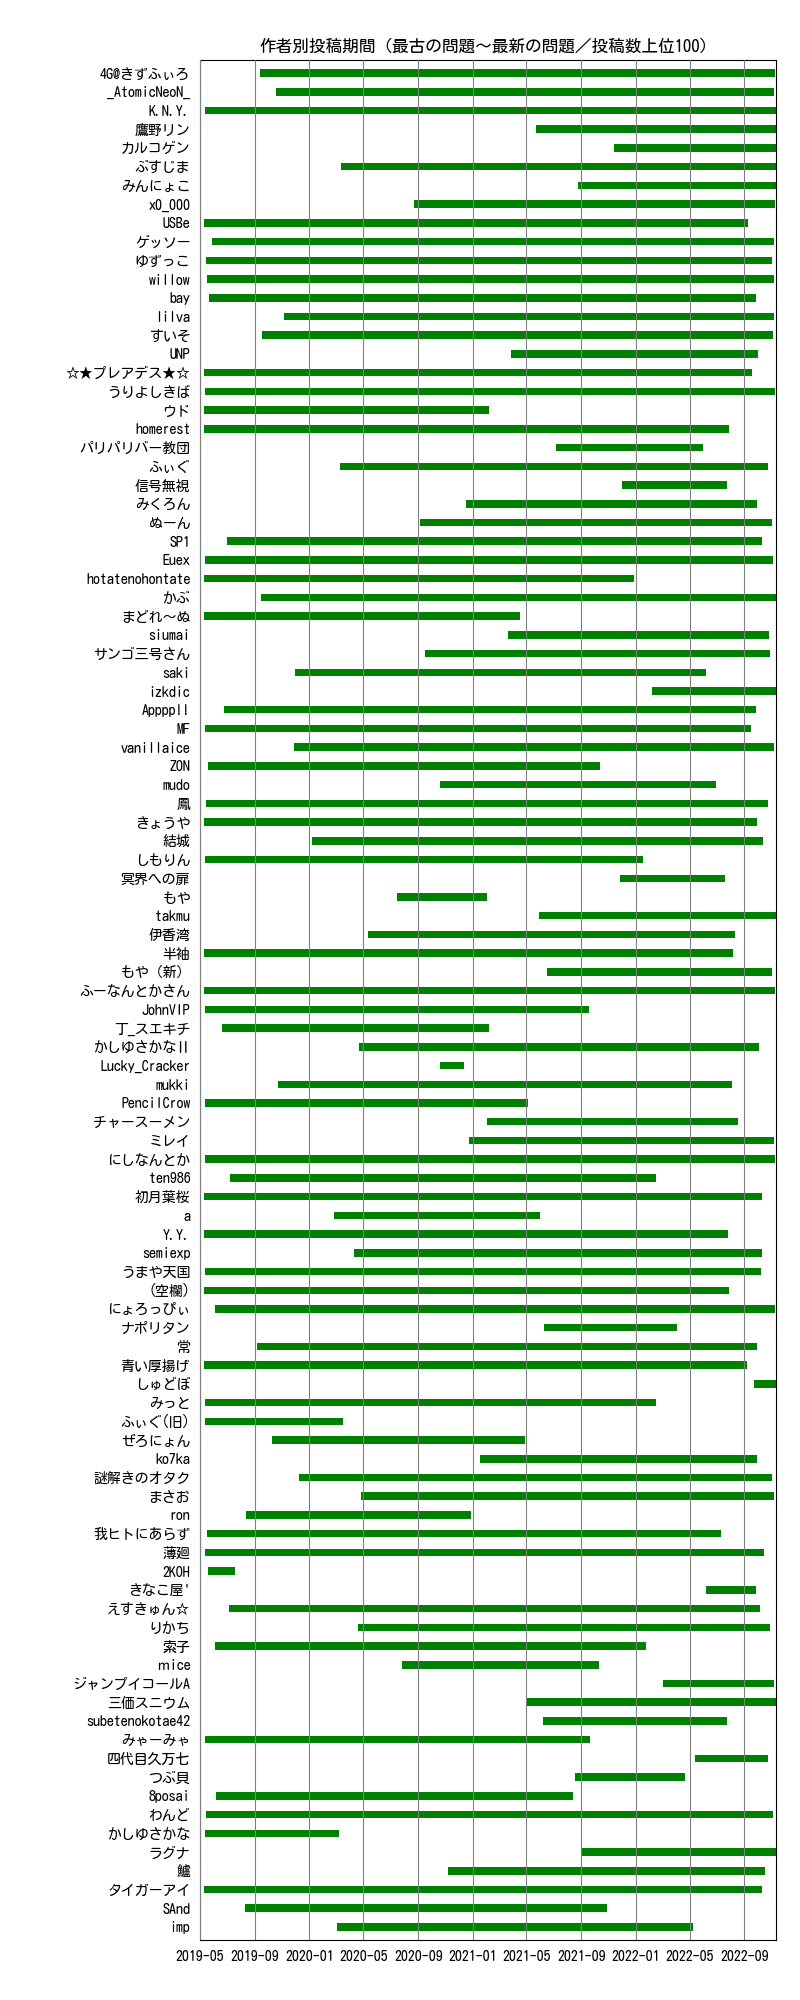 作者別投稿期間（最古の問題～最新の問題／投稿数上位100）
4G@きずふぃろ
_AtomicNeoN_
K.N.Y.
鷹野リン
カルコゲン
ぶすじま
みんにょこ
x0_000
USBe
ゲッソー
ゆずっこ
willow
bay
lilva
すいそ
UNP
☆★プレアデス★☆
うりよしきば
ウド
homerest
パリパリバー教団
ふぃぐ
信号無視
みくろん
ぬーん
SP1
Euex
hotatenohontate
かぶ
まどれ～ぬ
siumai
サンゴ三号さん
saki
izkdic
Appppl!
MF
vanillaice
ZON
mudo
鳳
きょうや
結城
しもりん
冥界への扉
もや
takmu
伊香湾
半袖
もや（新）
ふーなんとかさん
JohnVIP
丁_スエキチ
かしゆさかなII
Lucky_Cracker
mukki
PencilCrow
チャースーメン
ミレイ
にしなんとか
ten986
初月葉桜
a
Y.Y.
semiexp
うまや天国
(空欄)
にょろっぴぃ
ナポリタン
常
青い厚揚げ
しゅどぼ
みっと
ふぃぐ(旧)
ぜろにょん
ko7ka
謎解きのオタク
まさお
ron
我ヒトにあらず
薄廻
2KOH
きなこ屋'
えすきゅん☆
りかち
索子
mice
ジャンプイコールA
三価スニウム
subetenokotae42
みゃーみゃ
四代目久万七
つぶ貝
8posai
わんど
かしゆさかな
ラグナ
鱸
タイガーアイ
SAnd
imp
2019-05 2019-09 2020-01 2020-05 2020-09 2021-01 2021-05 2021-09 2022-01 2022-05 2022-09